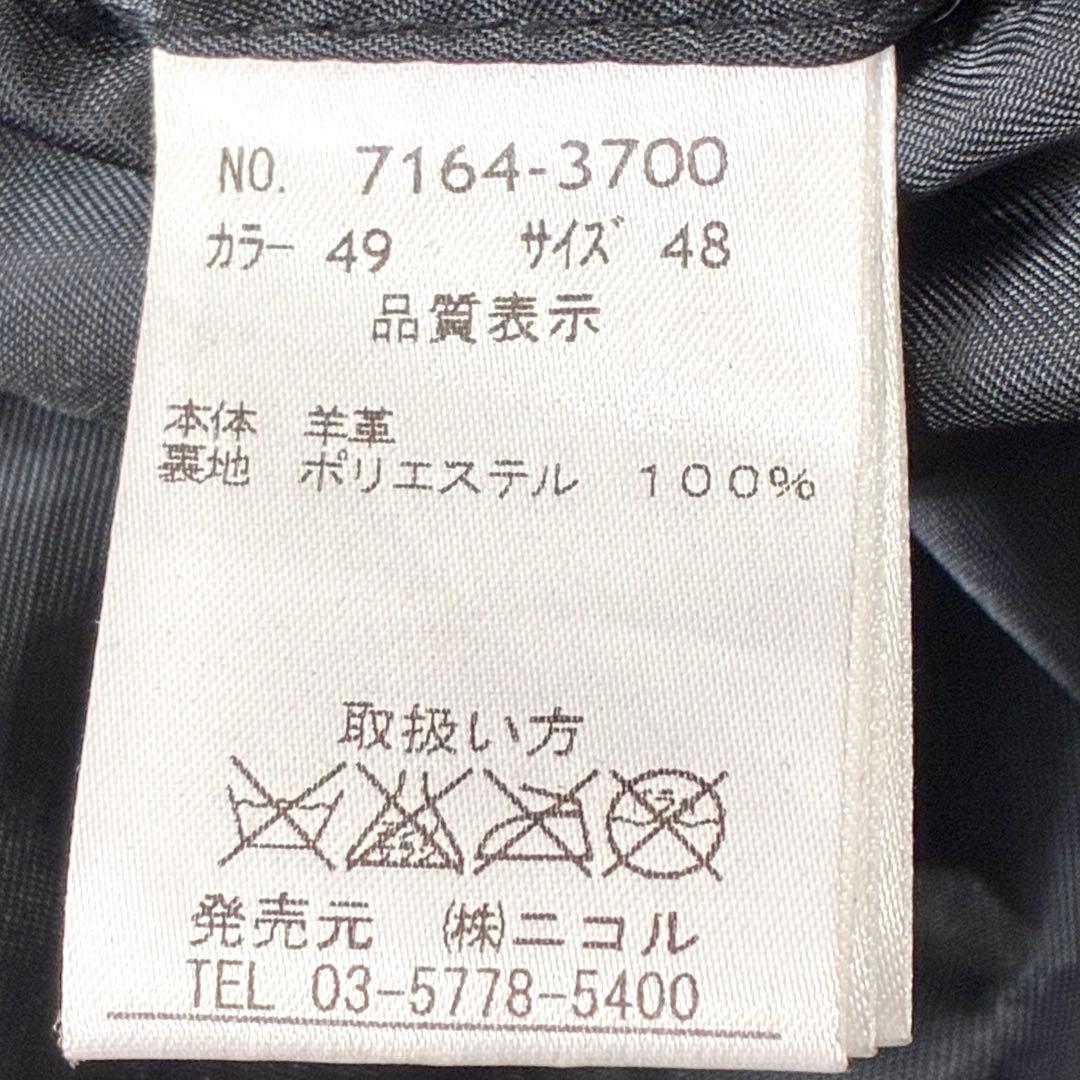 NO. 7164-3700
カラー 49 サイズ 48
品質表示
本体 羊革
裏地 ポリエステル 100%
取扱い方
発売元 (株)ニコル
TEL 03-5778-5400